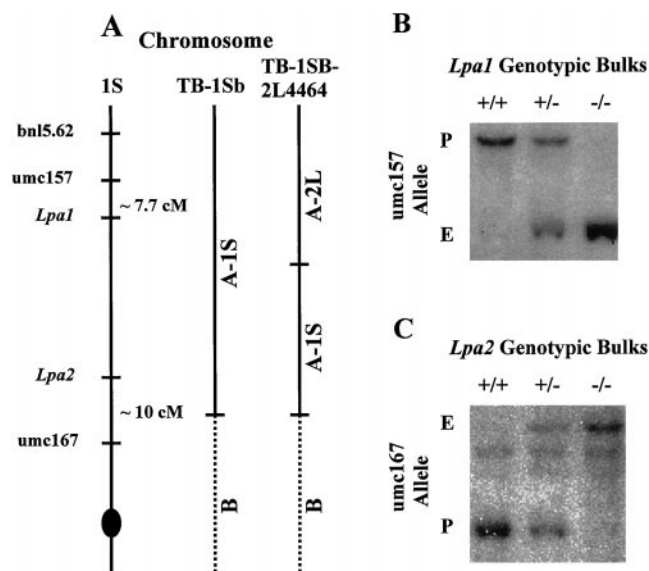 A
Chromosome
1S
TB-1Sb
TB-1SB-
2L4464
bnl5.62
umc157
Lpa1
~ 7.7 cM
Lpa2
~ 10 cM
umc167
A-1S
B
A-2L
A-1S
B
B
Lpa1 Genotypic Bulks
+/+ +/- -/-
P
E
umc157
Allele
C
Lpa2 Genotypic Bulks
+/+ +/- -/-
E
P
umc167
Allele